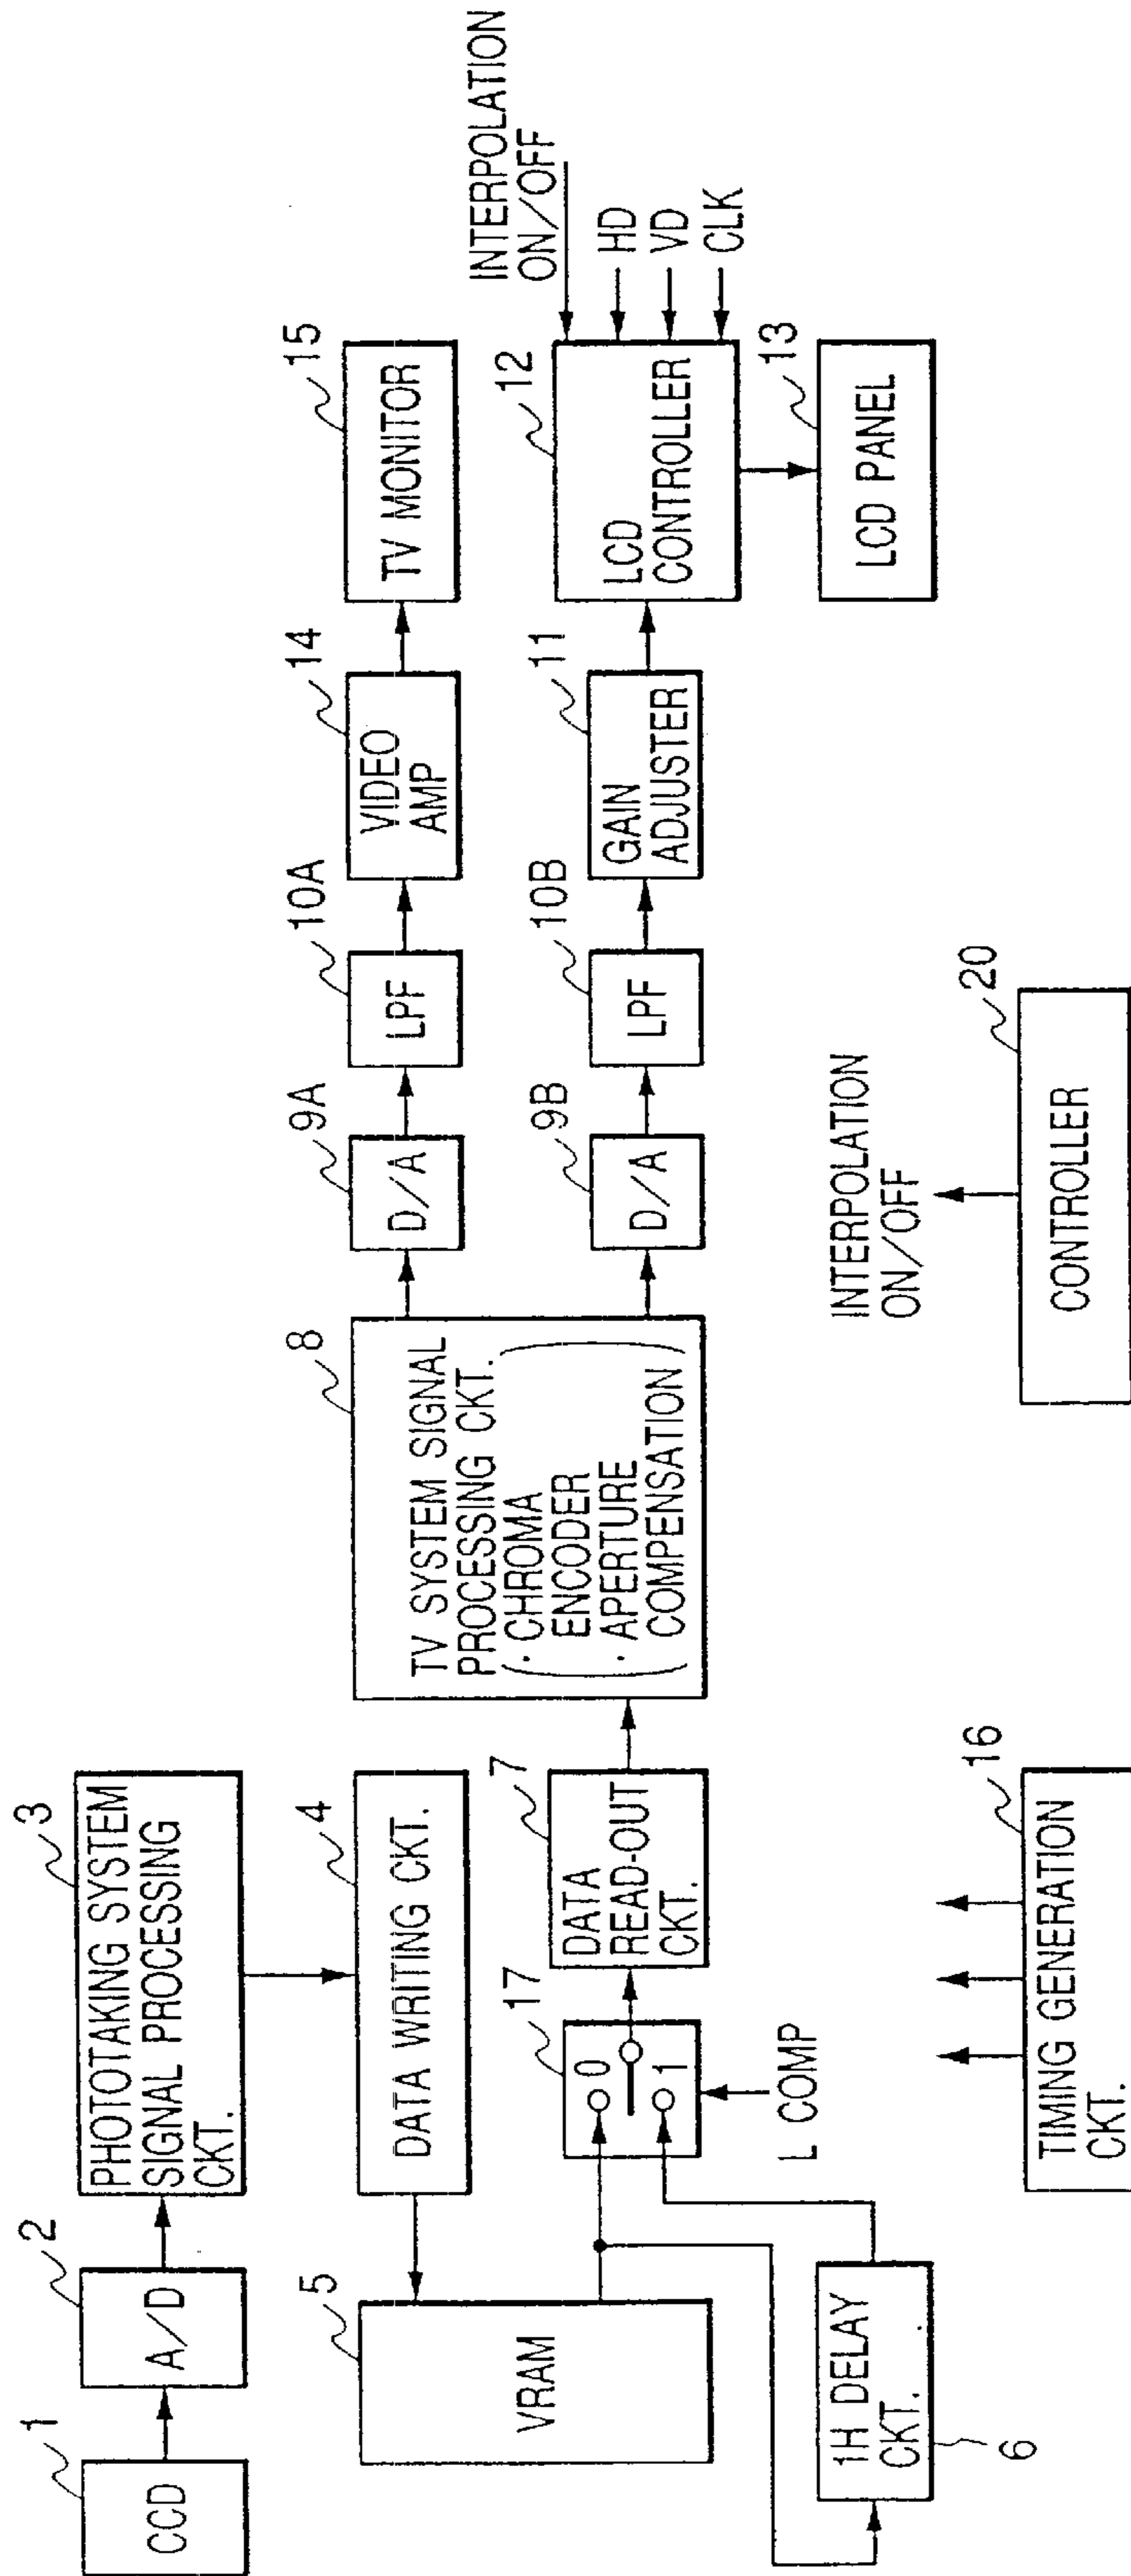 1
CCD
2
A/D
3
PHOTOTAKING SYSTEM
SIGNAL PROCESSING
CKT.
4
DATA WRITING CKT.
5
VRAM
6
1H DELAY
CKT.
17
0
1
L COMP
7
DATA
READ-OUT
CKT.
8
TV SYSTEM SIGNAL
PROCESSING CKT.
· CHROMA
ENCODER
· APERTURE
COMPENSATION
9A
D/A
10A
LPF
14
VIDEO
AMP
15
TV MONITOR
9B
D/A
10B
LPF
11
GAIN
ADJUSTER
12
LCD
CONTROLLER
INTERPOLATION
ON/OFF
HD
VD
CLK
13
LCD PANEL
16
TIMING GENERATION
CKT.
INTERPOLATION
ON/OFF
20
CONTROLLER